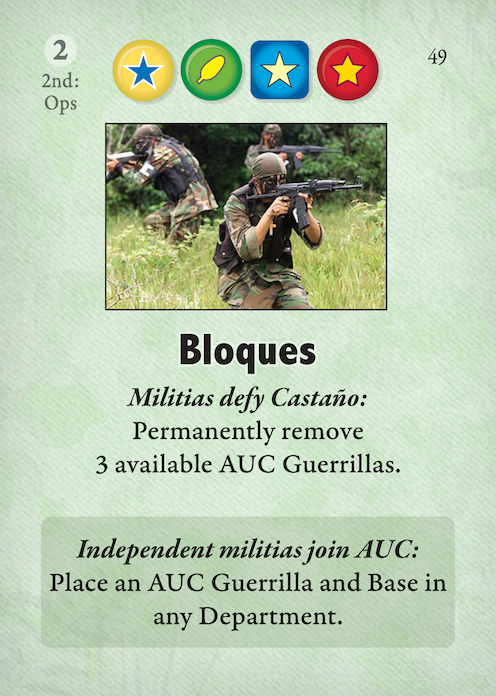 2
2nd:
Ops
49
Bloques
Militias defy Castaño:
Permanently remove
3 available AUC Guerrillas.
Independent militias join AUC:
Place an AUC Guerrilla and Base in
any Department.